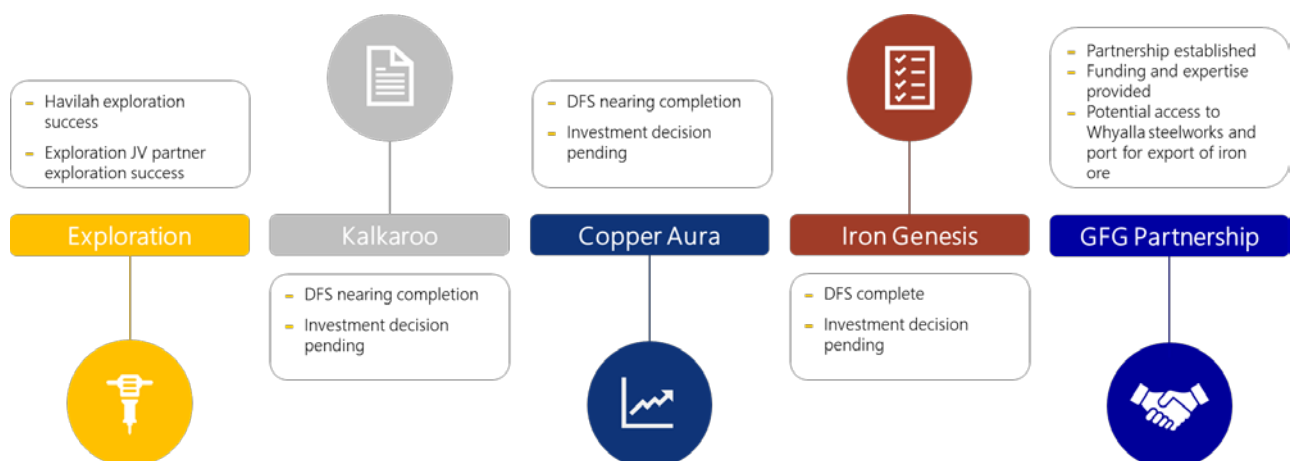 - Havilah exploration
success
- Exploration JV partner
exploration success
Exploration
Kalkaroo
- DFS nearing completion
- Investment decision
pending
- DFS nearing completion
- Investment decision
pending
Copper Aura
Iron Genesis
- DFS complete
- Investment decision
pending
- Partnership established
- Funding and expertise
provided
- Potential access to
Whyalla steelworks and
port for export of iron
ore
GFG Partnership